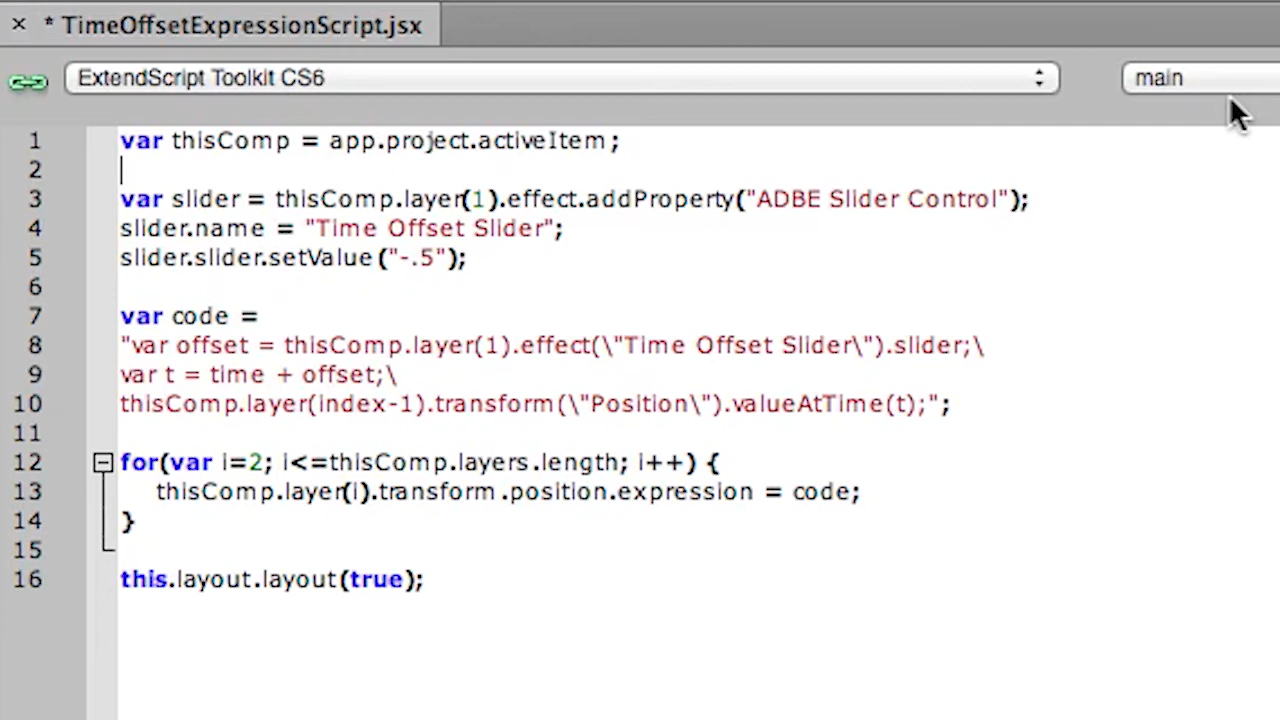 × * TimeOffsetExpressionScript.jsx
ExtendScript Toolkit CS6 main
1 var thisComp = app.project.activeItem;
2
3 var slider = thisComp.layer(1).effect.addProperty("ADBE Slider Control");
4 slider.name = "Time Offset Slider";
5 slider.slider.setValue("-.5");
6
7 var code =
8 "var offset = thisComp.layer(1).effect(\"Time Offset Slider\").slider;\
9 var t = time + offset;\
10 thisComp.layer(index-1).transform(\"Position\").valueAtTime(t);";
11
12 for(var i=2; i<=thisComp.layers.length; i++) {
13 thisComp.layer(i).transform.position.expression = code;
14 }
15
16 this.layout.layout(true);